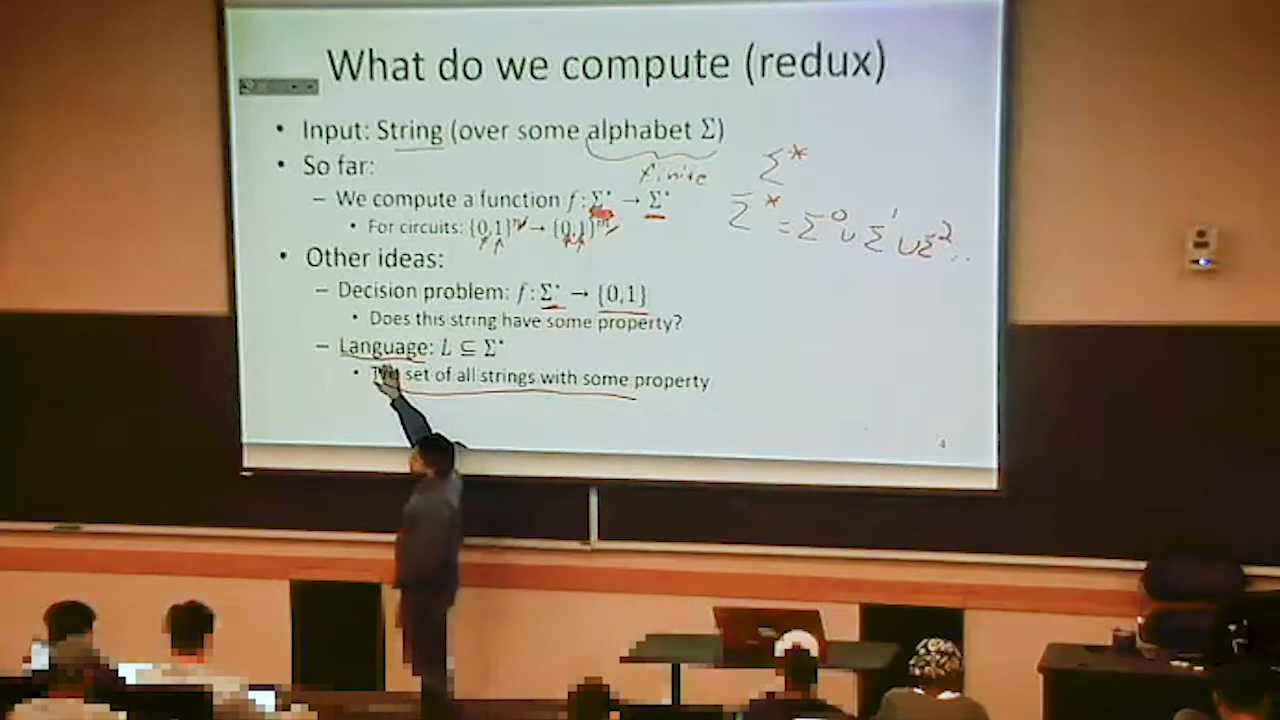 What do we compute (redux)
• Input: String (over some alphabet Σ)
finite
Σ*
• So far:
– We compute a function f: Σ* → Σ*
Σ* = Σ⁰ ∪ Σ¹ ∪ Σ² ..
• For circuits: {0,1}ⁿ → {0,1}ᵐ
• Other ideas:
– Decision problem: f: Σ* → {0,1}
• Does this string have some property?
– Language: L ⊆ Σ*
• The set of all strings with some property
4